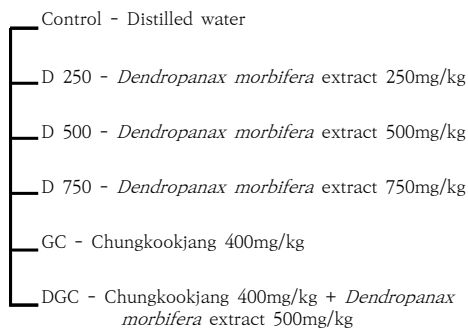 Control - Distilled water
D 250 - Dendropanax morbifera extract 250mg/kg
D 500 - Dendropanax morbifera extract 500mg/kg
D 750 - Dendropanax morbifera extract 750mg/kg
GC - Chungkookjang 400mg/kg
DGC - Chungkookjang 400mg/kg + Dendropanax
morbifera extract 500mg/kg